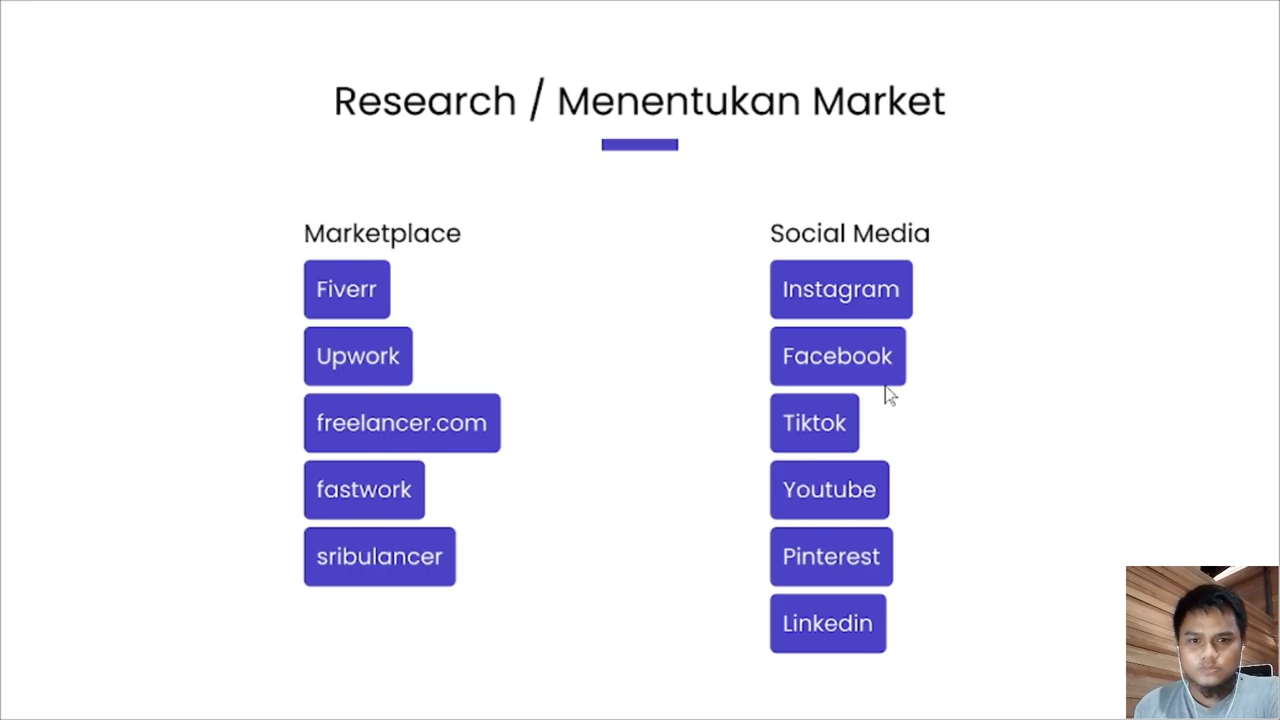 Research / Menentukan Market
Marketplace
Fiverr
Upwork
freelancer.com
fastwork
sribulancer
Social Media
Instagram
Facebook
Tiktok
Youtube
Pinterest
Linkedin